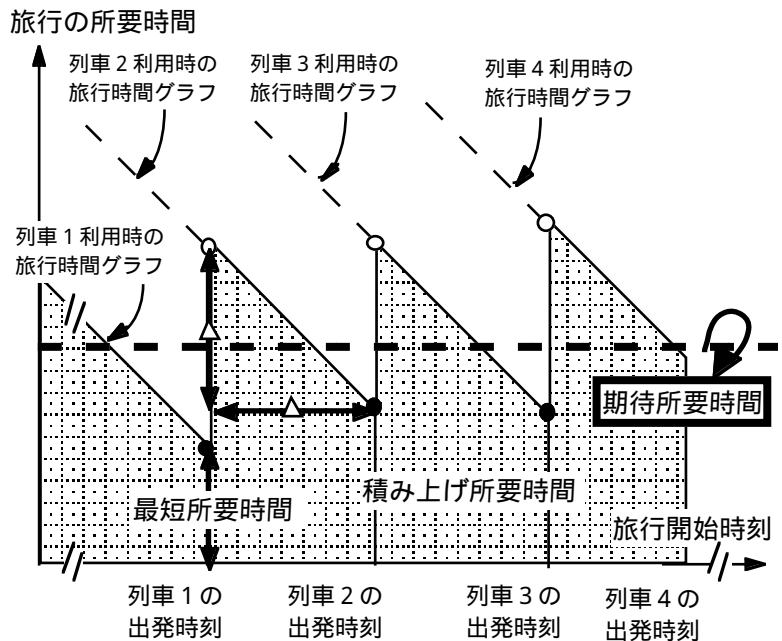 旅行の所要時間
列車２利用時の
旅行時間グラフ
列車３利用時の
旅行時間グラフ
列車４利用時の
旅行時間グラフ
列車１利用時の
旅行時間グラフ
期待所要時間
最短所要時間
積み上げ所要時間
旅行開始時刻
列車１の
出発時刻
列車２の
出発時刻
列車３の
出発時刻
列車４の
出発時刻